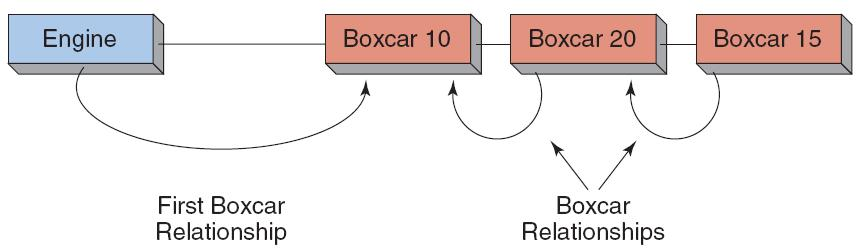 Engine
Boxcar 10
Boxcar 20
Boxcar 15
First Boxcar
Relationship
Boxcar
Relationships